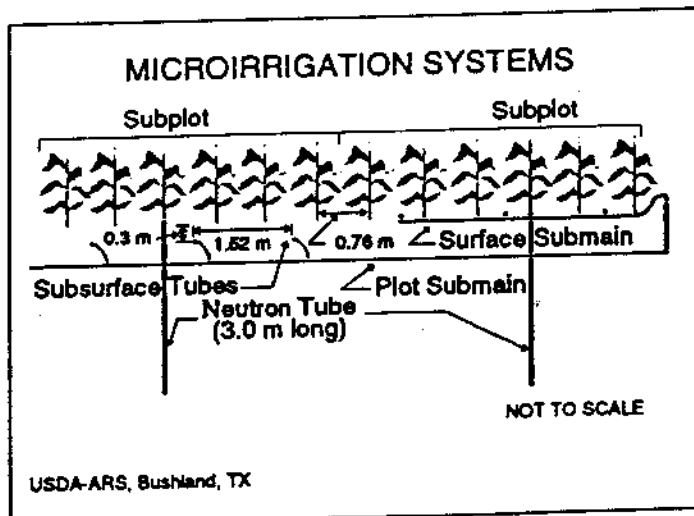 MICROIRRIGATION SYSTEMS
Subplot Subplot
0.3 m 1.52 m 0.76 m Surface Submain
Subsurface Tubes Plot Submain
Neutron Tube
(3.0 m long)
NOT TO SCALE
USDA-ARS, Bushland, TX